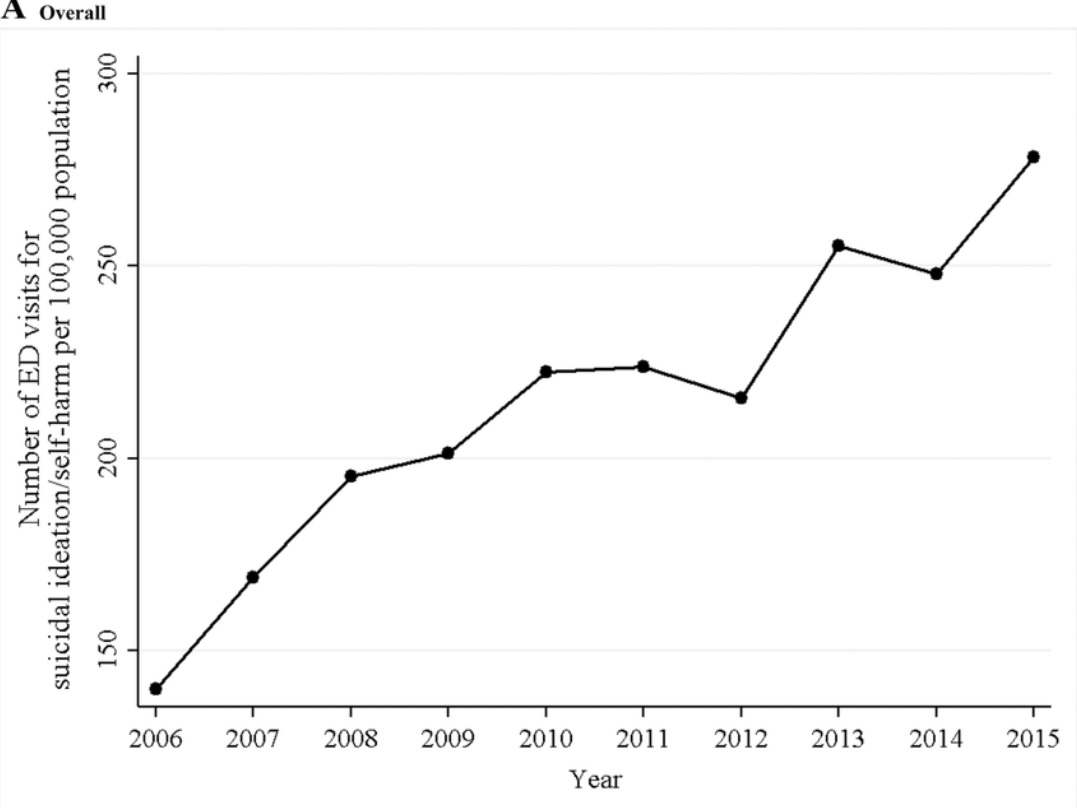 A Overall
300
250
200
150
Number of ED visits for
suicidal ideation/self-harm per 100,000 population
2006 2007 2008 2009 2010 2011 2012 2013 2014 2015
Year